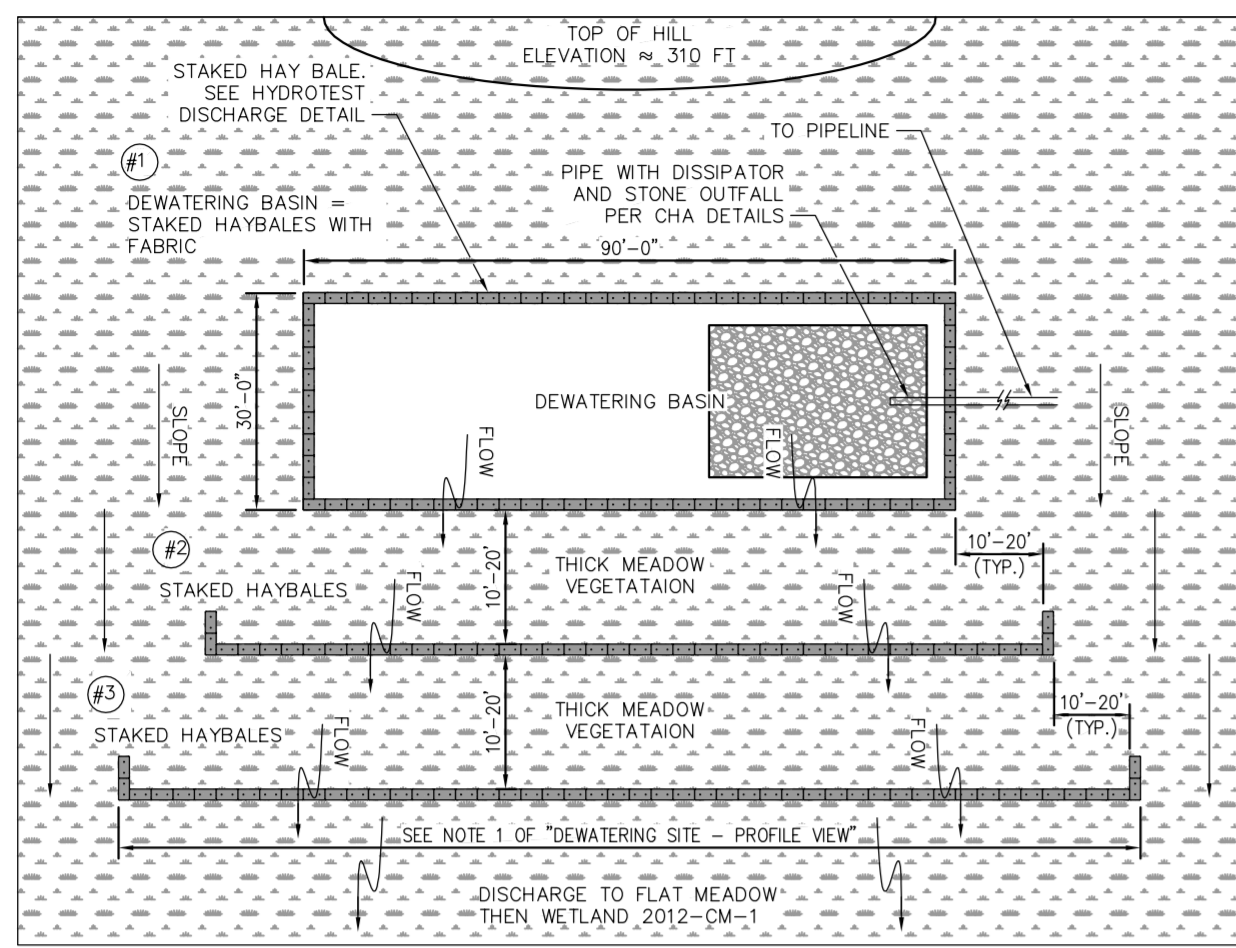 TOP OF HILL
ELEVATION ≈ 310 FT
STAKED HAY BALE.
SEE HYDROTEST
DISCHARGE DETAIL
TO PIPELINE
#1
PIPE WITH DISSIPATOR
AND STONE OUTFALL
PER CHA DETAILS
DEWATERING BASIN =
STAKED HAYBALES WITH
FABRIC
90'-0"
30'-0"
SLOPE
DEWATERING BASIN
SLOPE
FLOW
FLOW
#2
STAKED HAYBALES
10'-20'
THICK MEADOW
VEGETATAION
10'-20'
(TYP.)
FLOW
FLOW
#3
STAKED HAYBALES
10'-20'
THICK MEADOW
VEGETATAION
10'-20'
(TYP.)
FLOW
FLOW
SEE NOTE 1 OF "DEWATERING SITE - PROFILE VIEW"
DISCHARGE TO FLAT MEADOW
THEN WETLAND 2012-CM-1